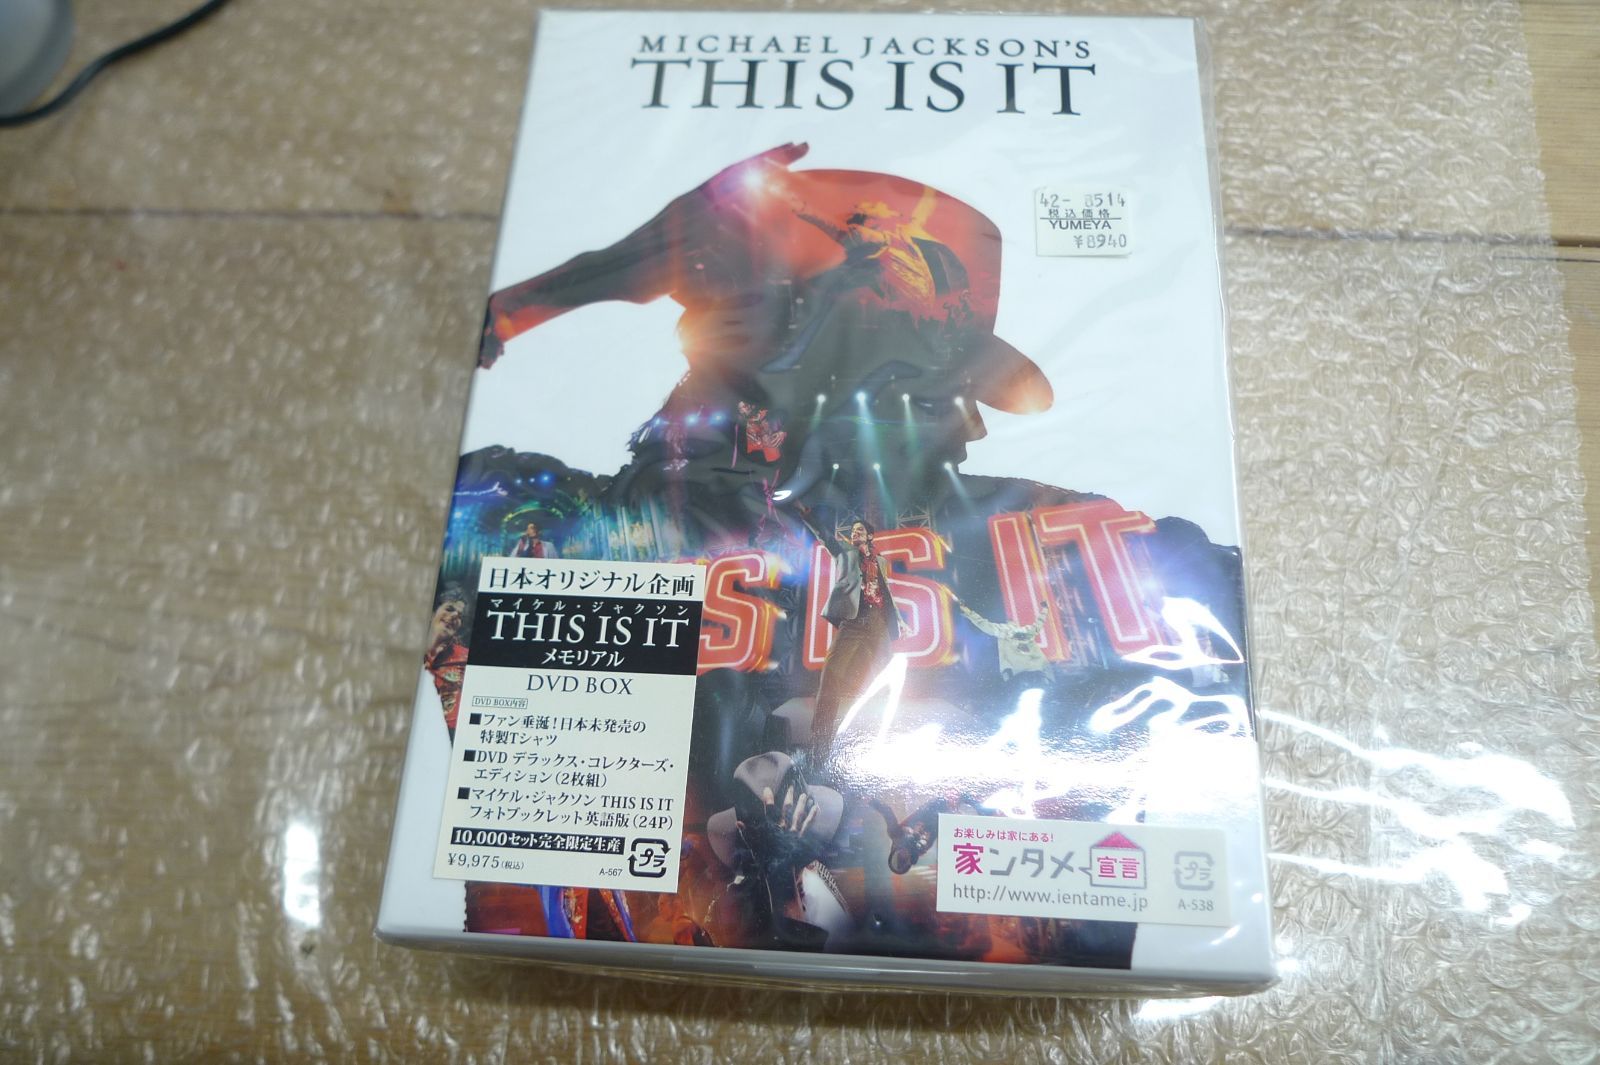 MICHAEL JACKSON'S
THIS IS IT
42- 8514
税込価格
YUMEYA
¥8940
S IS IT
日本オリジナル企画
マイケル・ジャクソン
THIS IS IT
メモリアル
DVD BOX
DVD BOX内容
■ファン垂涎!日本未発売の
特製Tシャツ
■DVD デラックス・コレクターズ・
エディション(2枚組)
■マイケル・ジャクソン THIS IS IT
フォトブックレット英語版(24P)
10,000セット完全限定生産
¥9,975(税込)
プラ
A-567
お楽しみは家にある!
家ンタメ宣言
http://www.ientame.jp
プラ
A-538